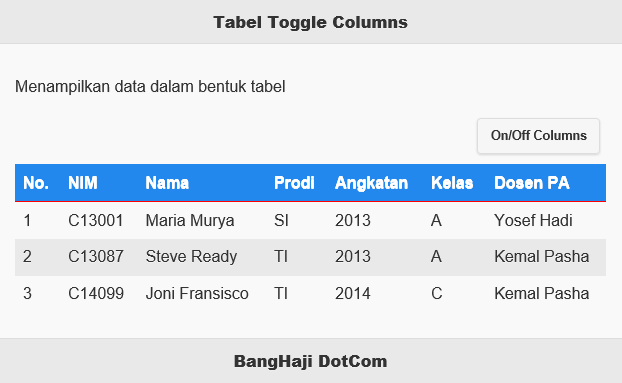 Tabel Toggle Columns
Menampilkan data dalam bentuk tabel
On/Off Columns
No. NIM Nama Prodi Angkatan Kelas Dosen PA
1 C13001 Maria Murya SI 2013 A Yosef Hadi
2 C13087 Steve Ready TI 2013 A Kemal Pasha
3 C14099 Joni Fransisco TI 2014 C Kemal Pasha
BangHaji DotCom